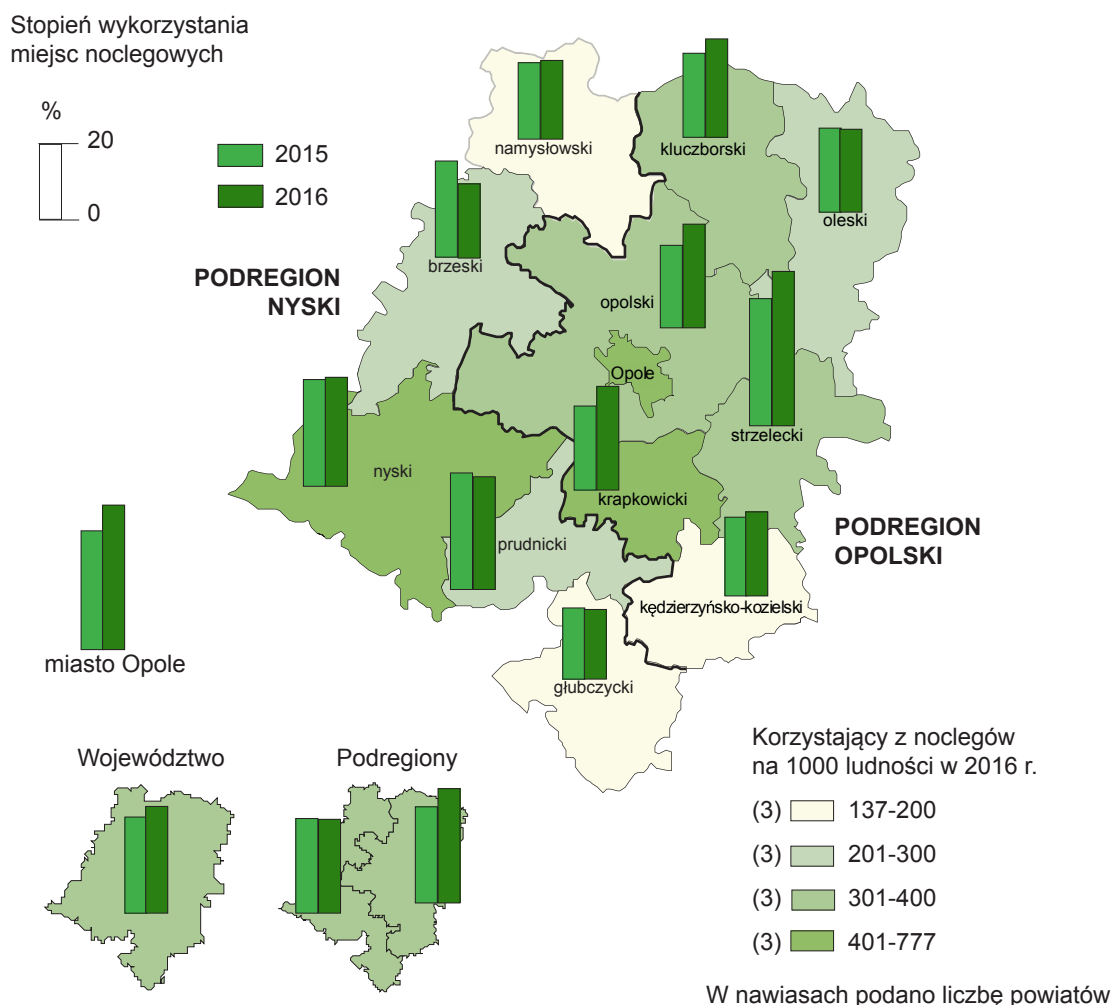 Stopień wykorzystania
miejsc noclegowych
%
20
0
2015
2016
namysłowski
kluczborski
oleski
brzeski
PODREGION
NYSKI
opolski
Opole
strzelecki
nyski
krapkowicki
prudnicki
PODREGION
OPOLSKI
kędzierzyńsko-kozielski
miasto Opole
głubczycki
Województwo
Podregiony
Korzystający z noclegów
na 1000 ludności w 2016 r.
(3) 137-200
(3) 201-300
(3) 301-400
(3) 401-777
W nawiasach podano liczbę powiatów